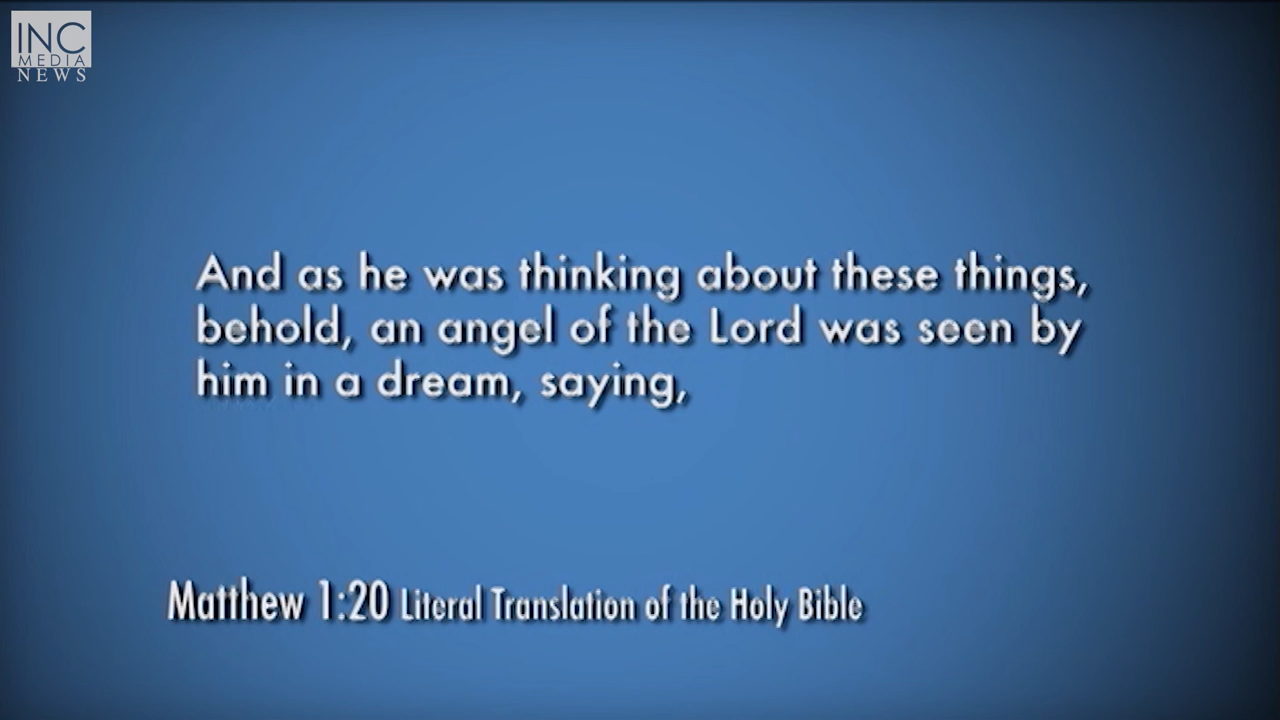 INC
MEDIA
NEWS
And as he was thinking about these things,
behold, an angel of the Lord was seen by
him in a dream, saying,
Matthew 1:20 Literal Translation of the Holy Bible